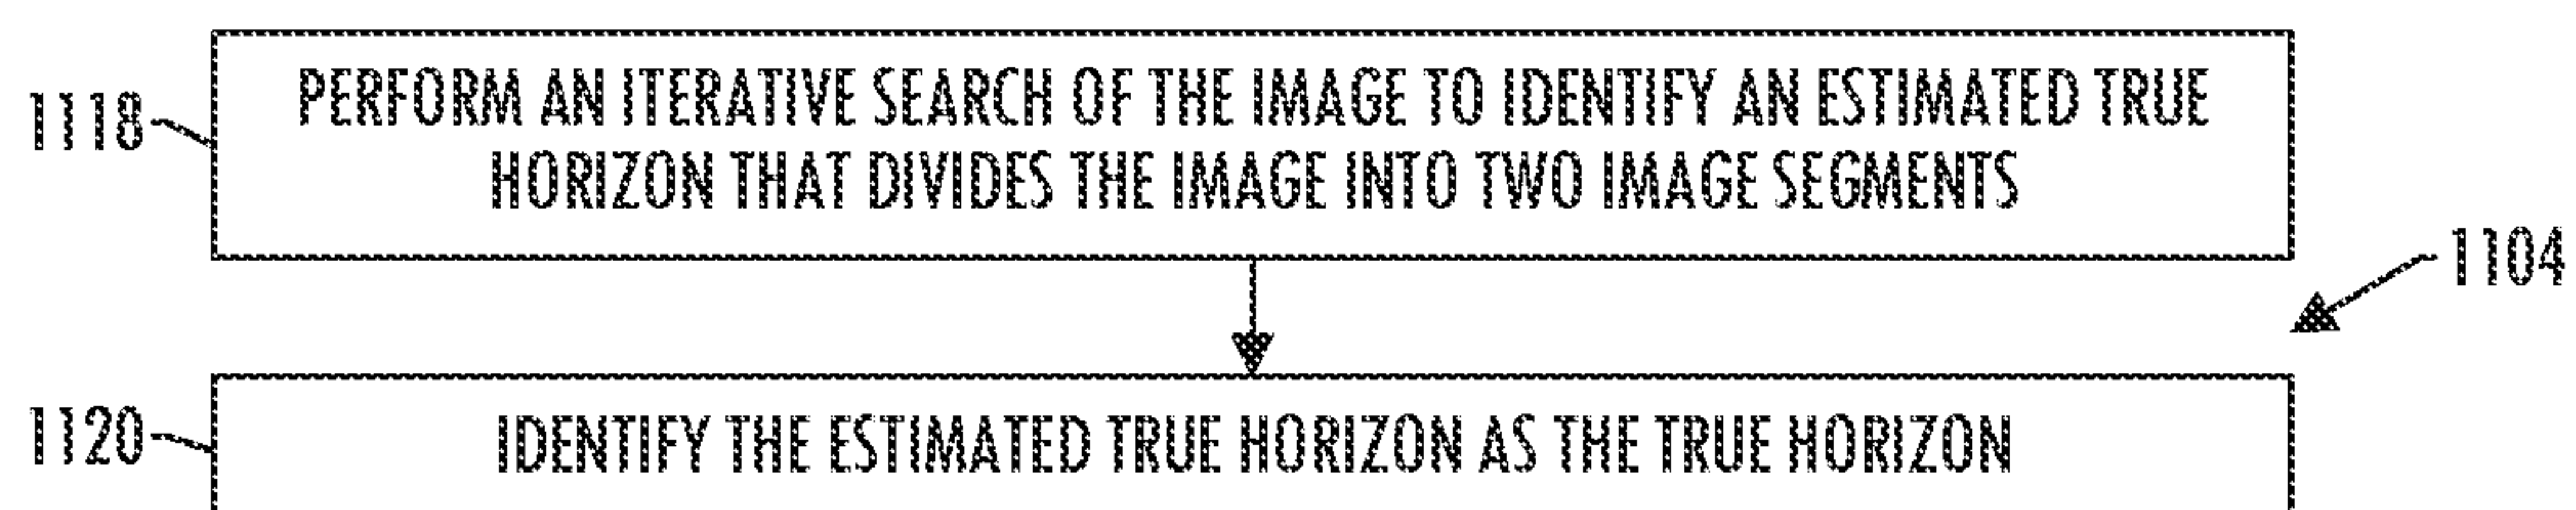 1118
PERFORM AN ITERATIVE SEARCH OF THE IMAGE TO IDENTIFY AN ESTIMATED TRUE
HORIZON THAT DIVIDES THE IMAGE INTO TWO IMAGE SEGMENTS
1104
1120
IDENTIFY THE ESTIMATED TRUE HORIZON AS THE TRUE HORIZON